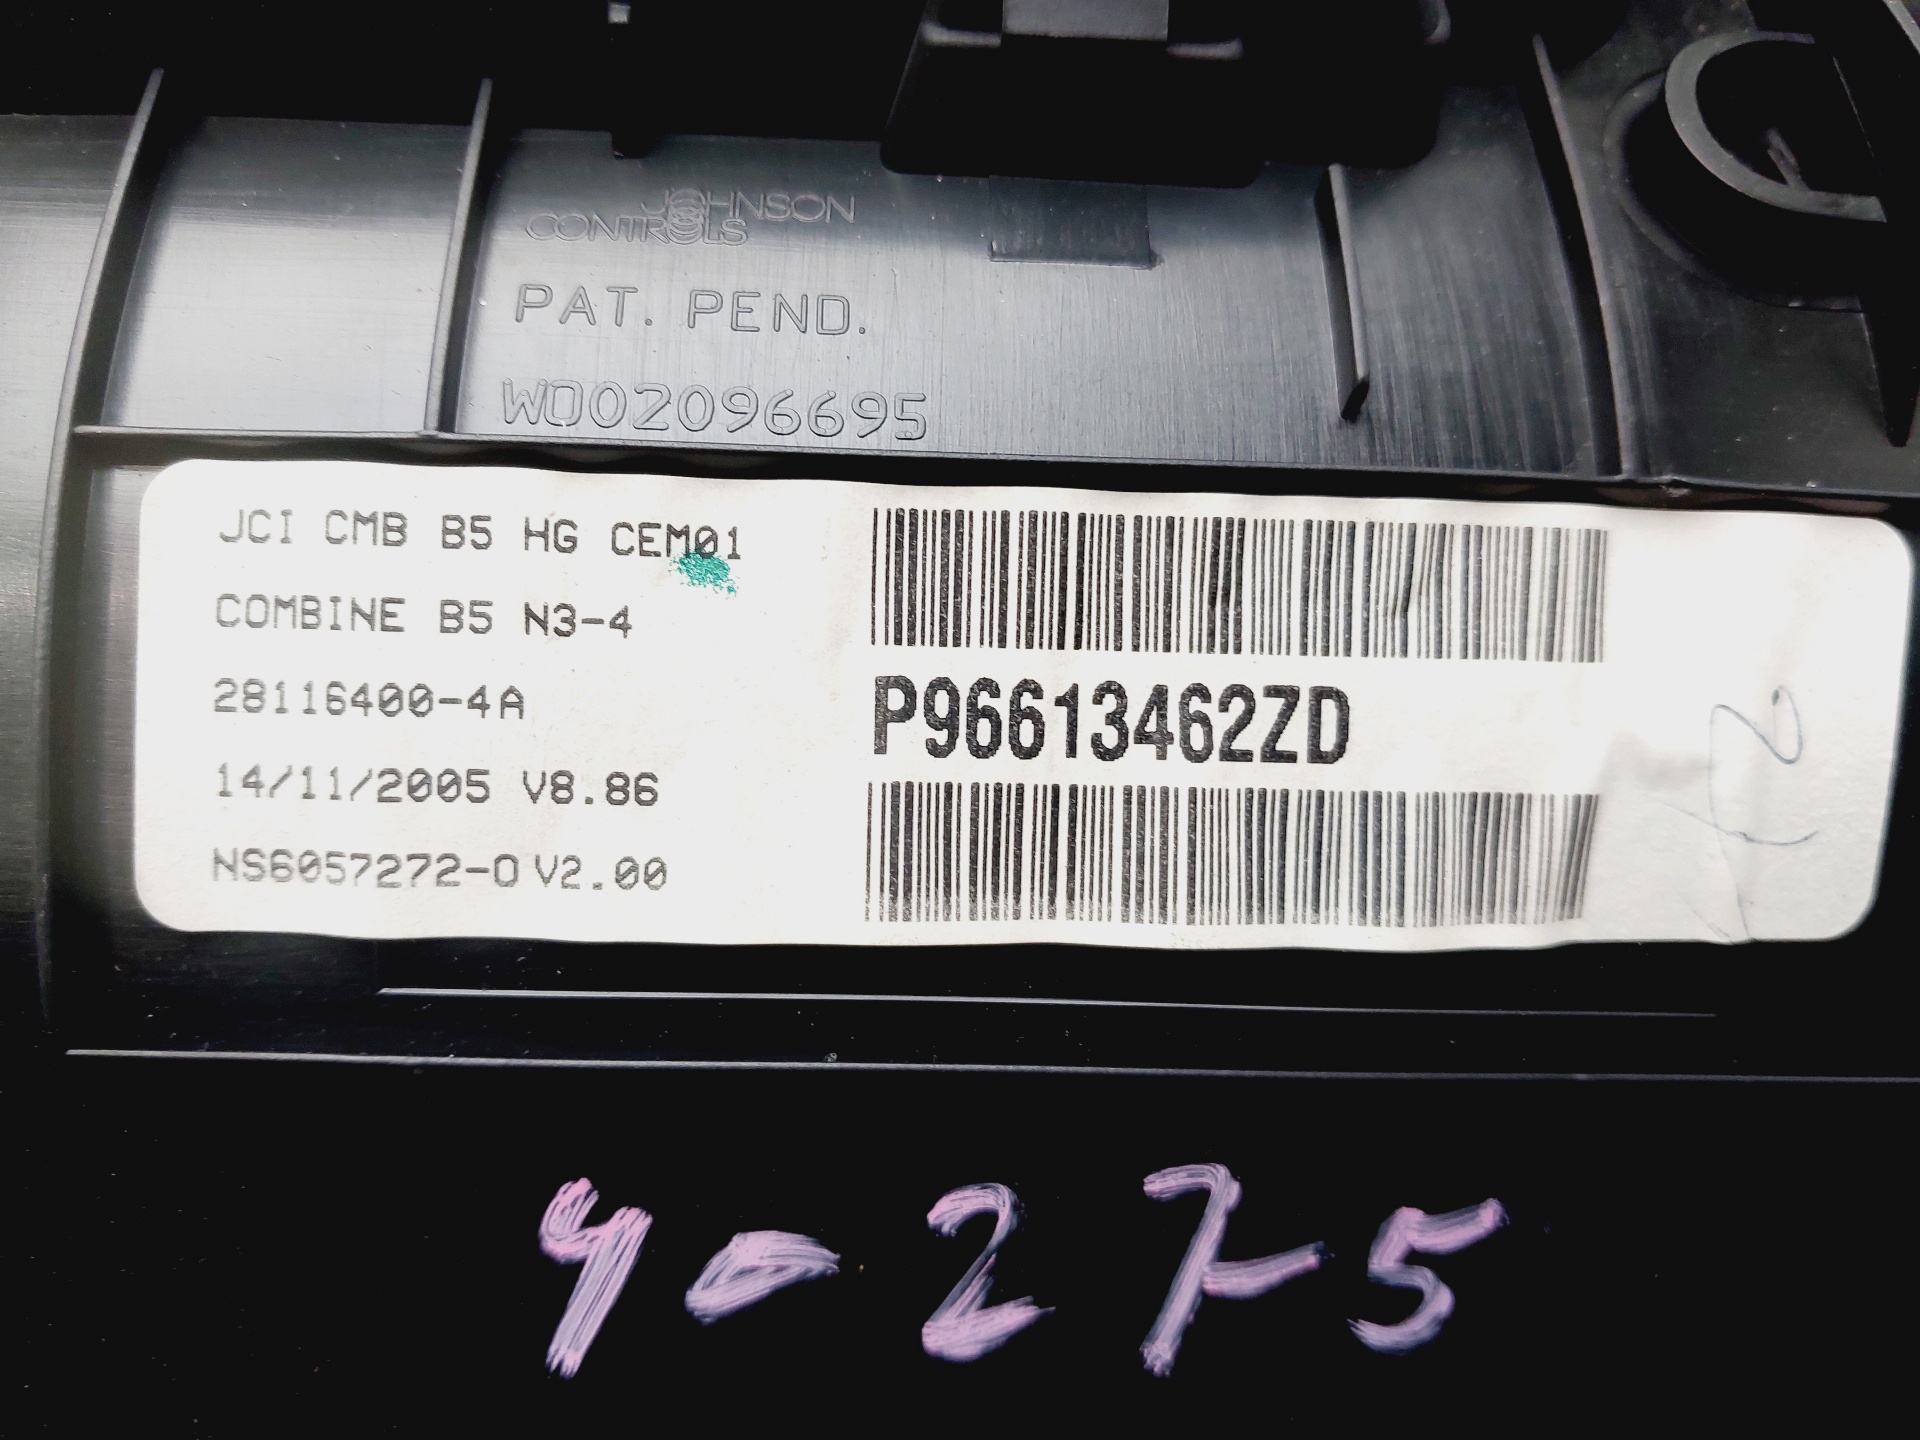 JOHNSON
CONTROLS
PAT. PEND.
WO02096695
JCI CMB B5 HG CEM01
COMBINE B5 N3-4
28116400-4A
14/11/2005 V8.86
NS6057272-0 V2.00
P96613462ZD
4-275